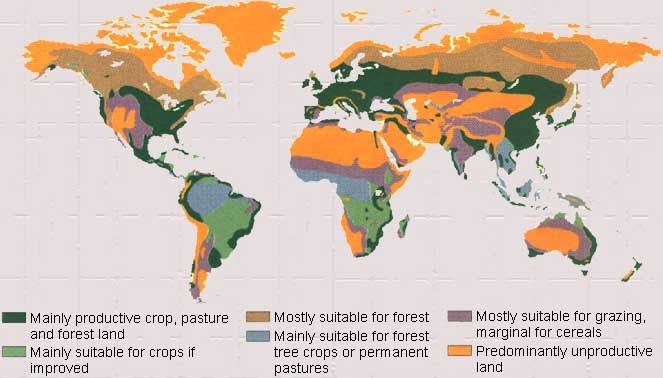 Mainly productive crop, pasture
and forest land
Mainly suitable for crops if
improved
Mostly suitable for forest
Mainly suitable for forest
tree crops or permanent
pastures
Mostly suitable for grazing,
marginal for cereals
Predominantly unproductive
land